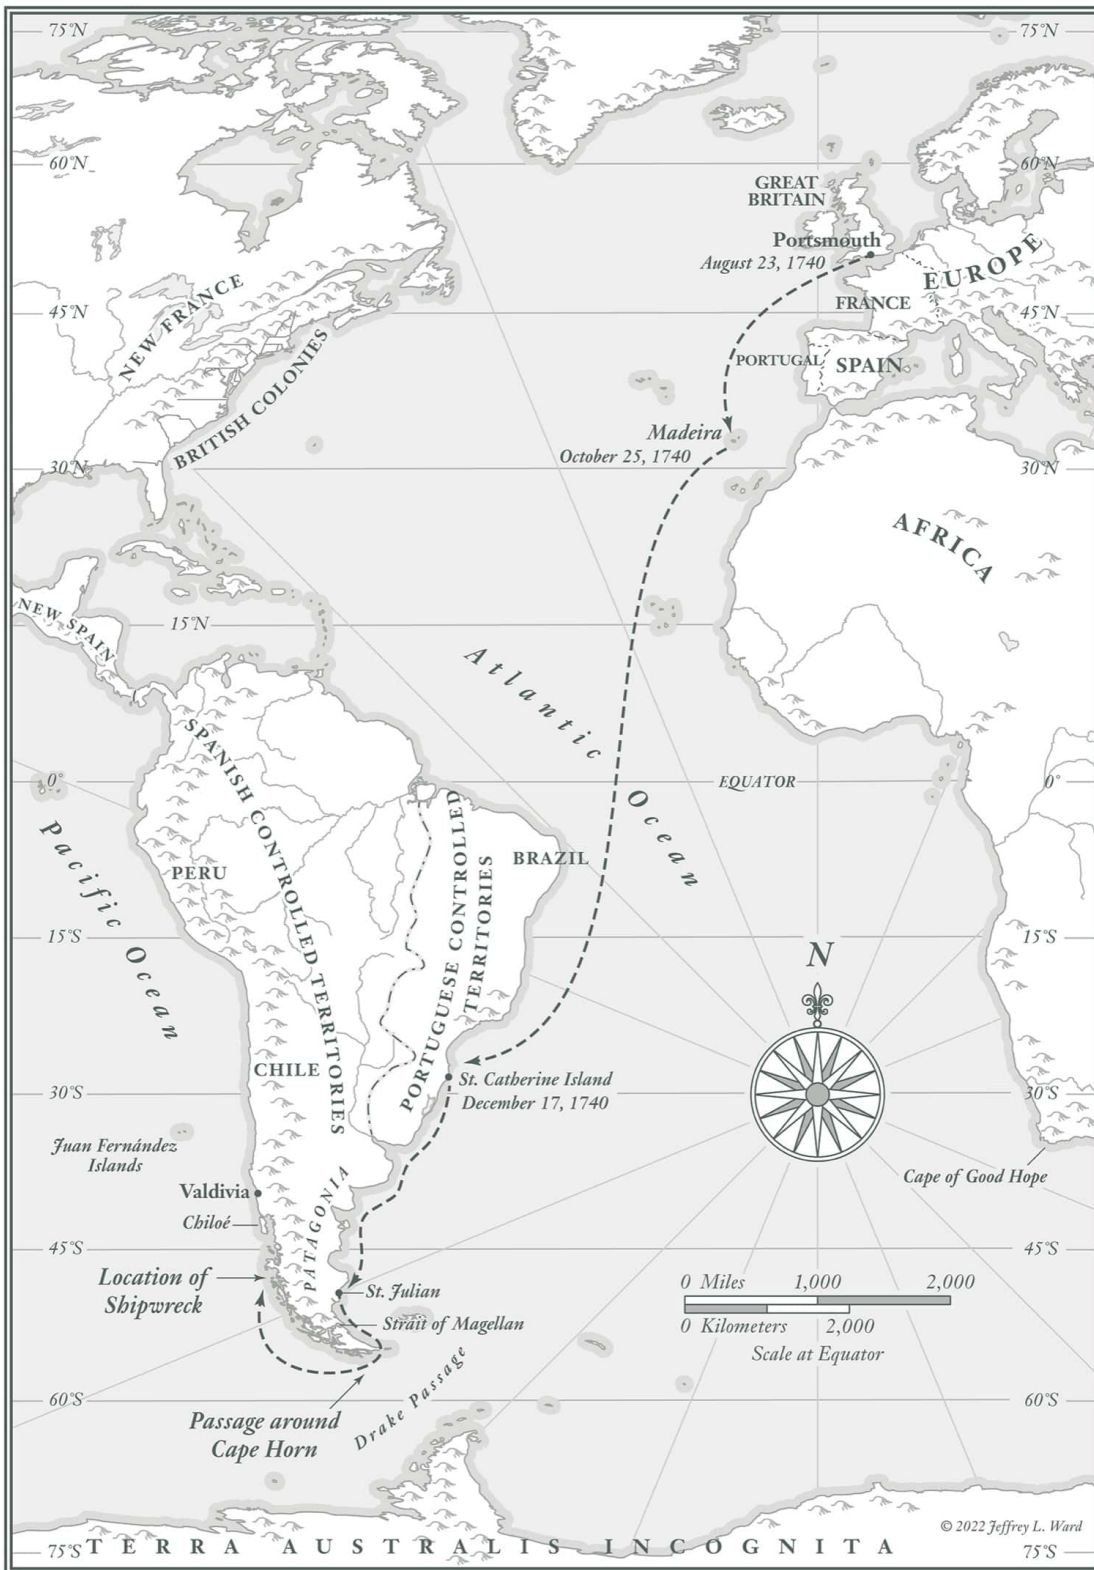 75°N
75°N
60°N
60°N
GREAT
BRITAIN
Portsmouth
August 23, 1740
EUROPE
NEW FRANCE
FRANCE
45°N
45°N
BRITISH COLONIES
PORTUGAL
SPAIN
Madeira
October 25, 1740
30°N
30°N
AFRICA
NEW SPAIN
15°N
Atlantic
Ocean
SPANISH CONTROLLED TERRITORIES
0°
EQUATOR
0°
Pacific Ocean
PERU
BRAZIL
PORTUGUESE CONTROLLED
TERRITORIES
15°S
15°S
N
CHILE
St. Catherine Island
December 17, 1740
30°S
30°S
Juan Fernández
Islands
Cape of Good Hope
Valdivia
Chiloé
PATAGONIA
45°S
45°S
Location of
Shipwreck
St. Julian
Strait of Magellan
0 Miles 1,000 2,000
0 Kilometers 2,000
Scale at Equator
60°S
60°S
Drake Passage
Passage around
Cape Horn
© 2022 Jeffrey L. Ward
75°S
TERRA AUSTRALIS INCOGNITA
75°S